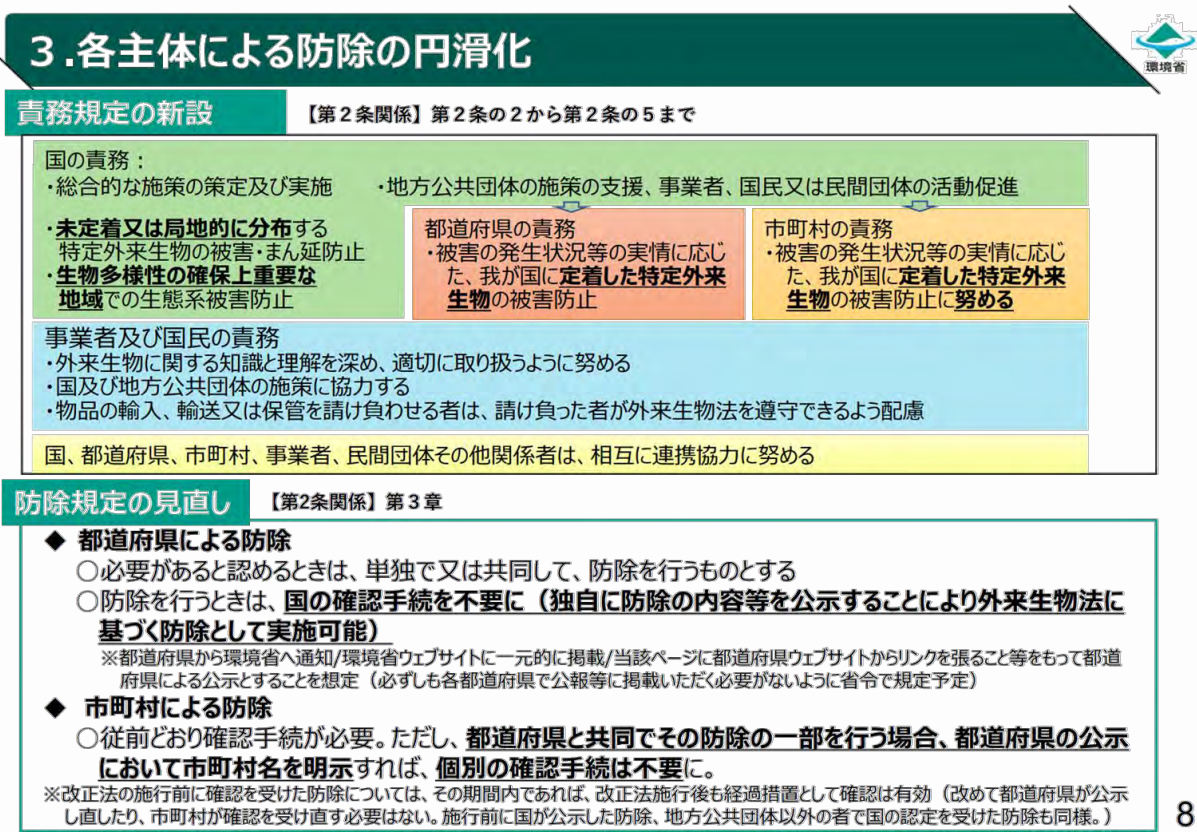 ３.各主体による防除の円滑化
環境省
責務規定の新設
【第２条関係】第２条の２から第２条の５まで
国の責務：
・総合的な施策の策定及び実施　・地方公共団体の施策の支援、事業者、国民又は民間団体の活動促進
・未定着又は局地的に分布する
特定外来生物の被害・まん延防止
・生物多様性の確保上重要な
地域での生態系被害防止
都道府県の責務
・被害の発生状況等の実情に応じ
た、我が国に定着した特定外来
生物の被害防止
市町村の責務
・被害の発生状況等の実情に応じ
た、我が国に定着した特定外来
生物の被害防止に努める
事業者及び国民の責務
・外来生物に関する知識と理解を深め、適切に取り扱うように努める
・国及び地方公共団体の施策に協力する
・物品の輸入、輸送又は保管を請け負わせる者は、請け負った者が外来生物法を遵守できるよう配慮
国、都道府県、市町村、事業者、民間団体その他関係者は、相互に連携協力に努める
防除規定の見直し
【第2条関係】第３章
◆ 都道府県による防除
○必要があると認めるときは、単独で又は共同して、防除を行うものとする
○防除を行うときは、国の確認手続を不要に（独自に防除の内容等を公示することにより外来生物法に
基づく防除として実施可能）
※都道府県から環境省へ通知/環境省ウェブサイトに一元的に掲載/当該ページに都道府県ウェブサイトからリンクを張ること等をもって都道
府県による公示とすることを想定（必ずしも各都道府県で公報等に掲載いただく必要がないように省令で規定予定）
◆ 市町村による防除
○従前どおり確認手続が必要。ただし、都道府県と共同でその防除の一部を行う場合、都道府県の公示
において市町村名を明示すれば、個別の確認手続は不要に。
※改正法の施行前に確認を受けた防除については、その期間内であれば、改正法施行後も経過措置として確認は有効（改めて都道府県が公示
し直したり、市町村が確認を受け直す必要はない。施行前に国が公示した防除、地方公共団体以外の者で国の認定を受けた防除も同様。）
8